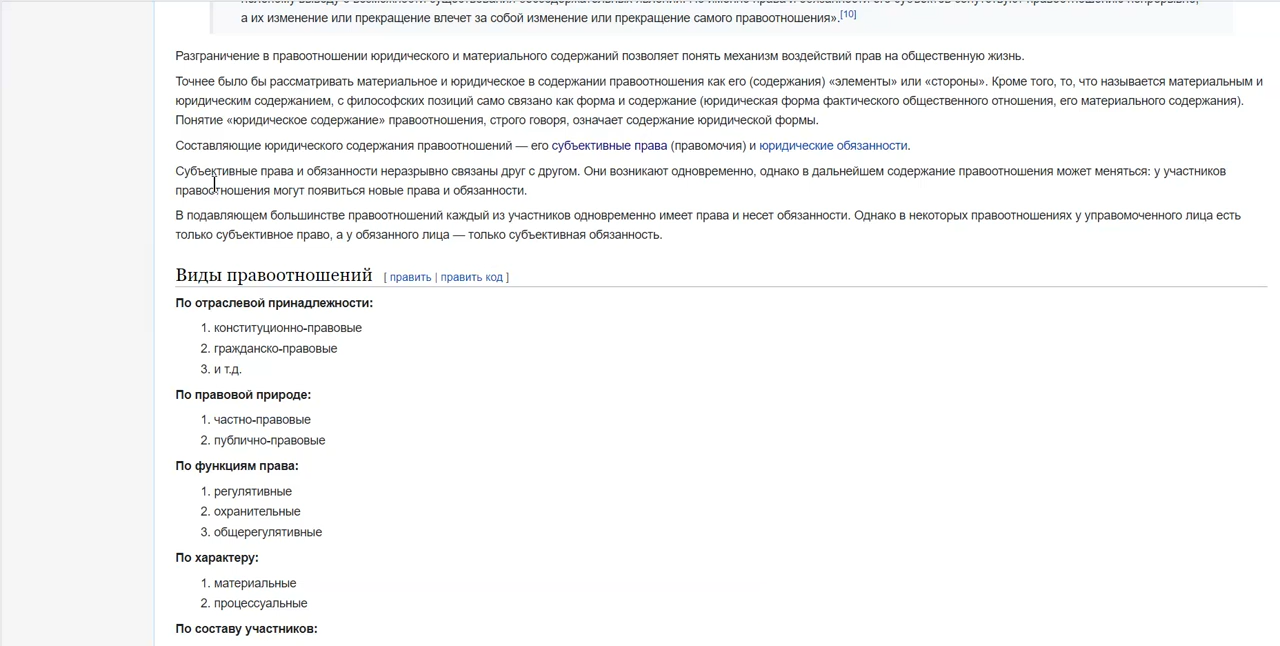 а их изменение или прекращение влечет за собой изменение или прекращение самого правоотношения».[10]
Разграничение в правоотношении юридического и материального содержаний позволяет понять механизм воздействий прав на общественную жизнь.
Точнее было бы рассматривать материальное и юридическое в содержании правоотношения как его (содержания) «элементы» или «стороны». Кроме того, то, что называется материальным и
юридическим содержанием, с философских позиций само связано как форма и содержание (юридическая форма фактического общественного отношения, его материального содержания).
Понятие «юридическое содержание» правоотношения, строго говоря, означает содержание юридической формы.
Составляющие юридического содержания правоотношений — его субъективные права (правомочия) и юридические обязанности.
Субъективные права и обязанности неразрывно связаны друг с другом. Они возникают одновременно, однако в дальнейшем содержание правоотношения может меняться: у участников
правоотношения могут появиться новые права и обязанности.
В подавляющем большинстве правоотношений каждый из участников одновременно имеет права и несет обязанности. Однако в некоторых правоотношениях у управомоченного лица есть
только субъективное право, а у обязанного лица — только субъективная обязанность.
Виды правоотношений [ править | править код ]
По отраслевой принадлежности:
1. конституционно-правовые
2. гражданско-правовые
3. и т.д.
По правовой природе:
1. частно-правовые
2. публично-правовые
По функциям права:
1. регулятивные
2. охранительные
3. общерегулятивные
По характеру:
1. материальные
2. процессуальные
По составу участников: